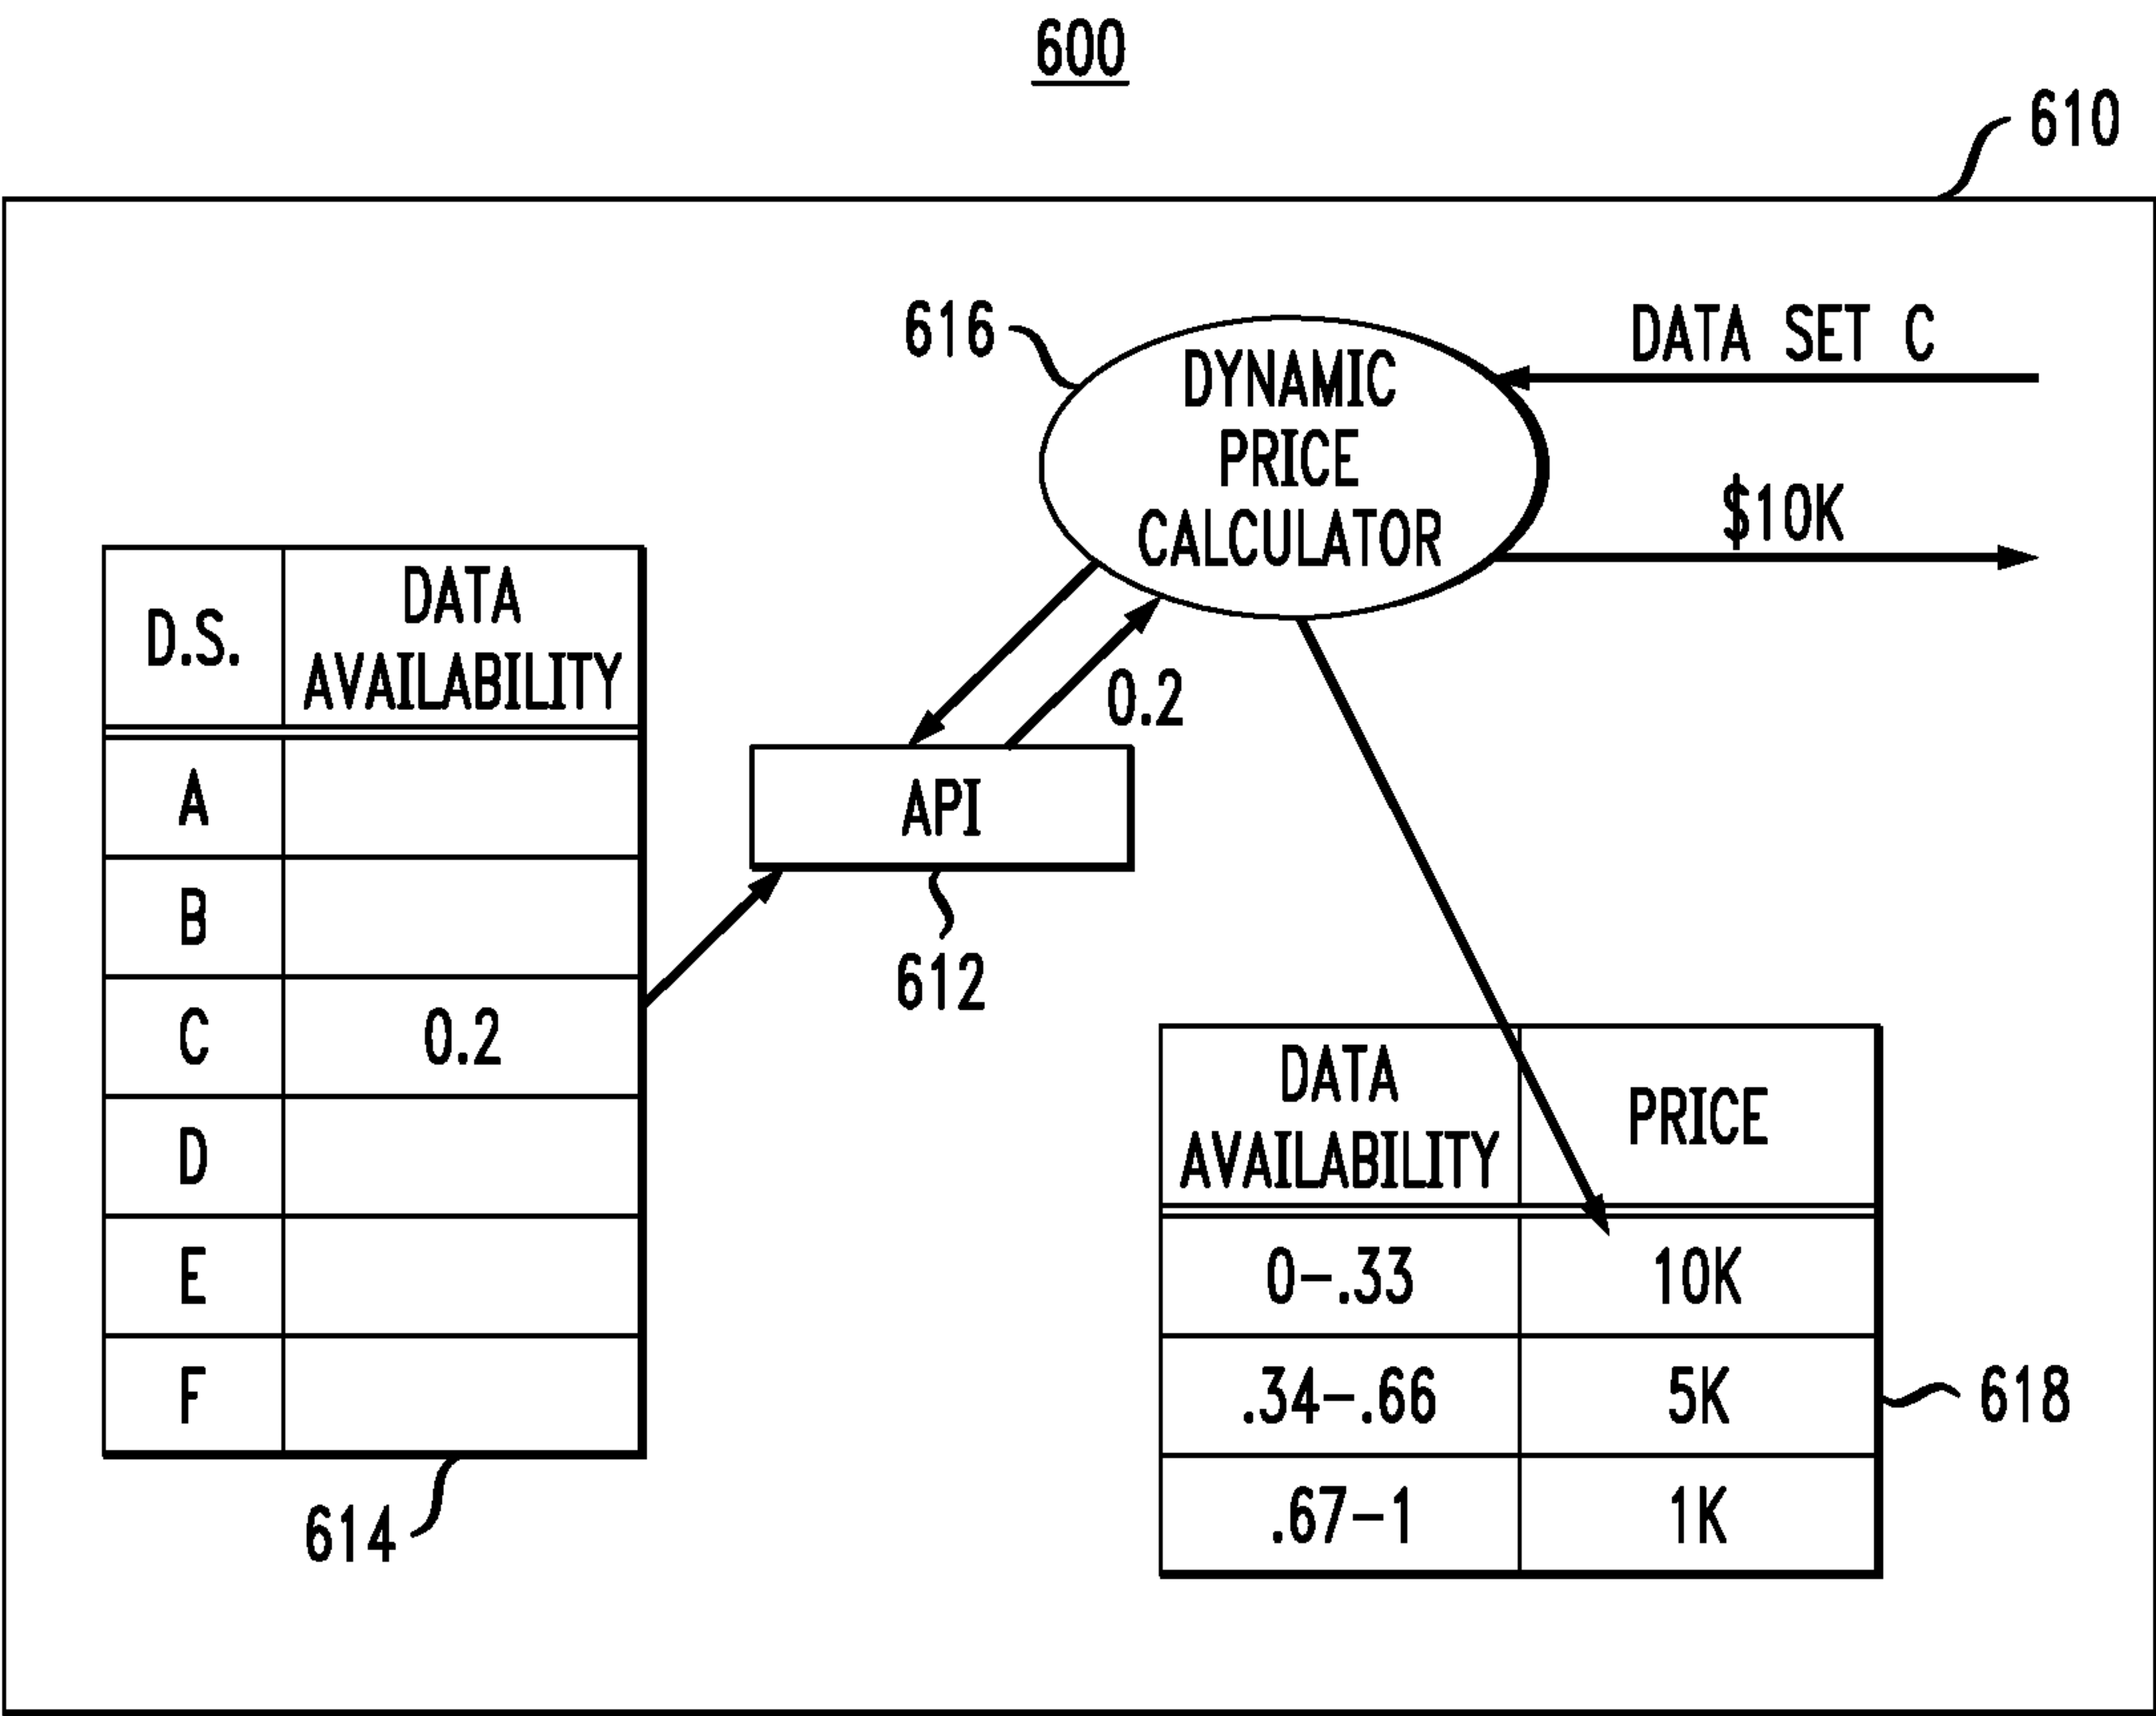 600
610
616
DYNAMIC
PRICE
CALCULATOR
DATA SET C
$10K
D.S.
DATA
AVAILABILITY
A
B
C
0.2
D
E
F
614
0.2
API
612
DATA
AVAILABILITY
PRICE
0-.33
10K
.34-.66
5K
.67-1
1K
618